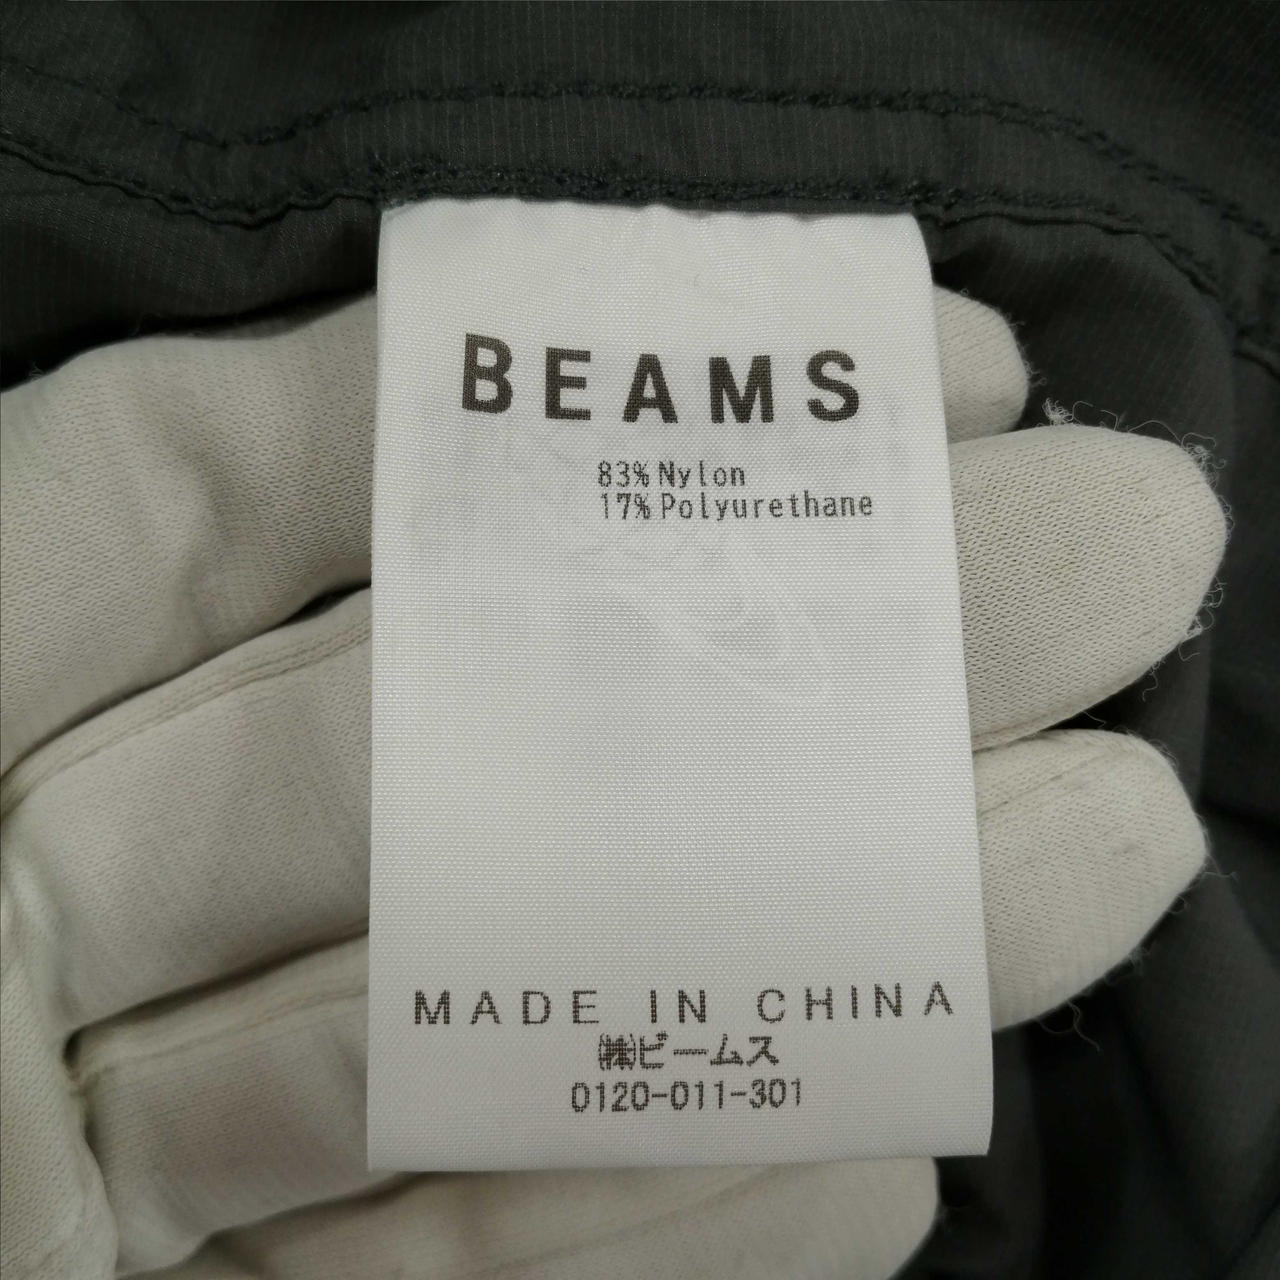 BEAMS
83% Nylon
17% Polyurethane
MADE IN CHINA
㈱ビームス
0120-011-301